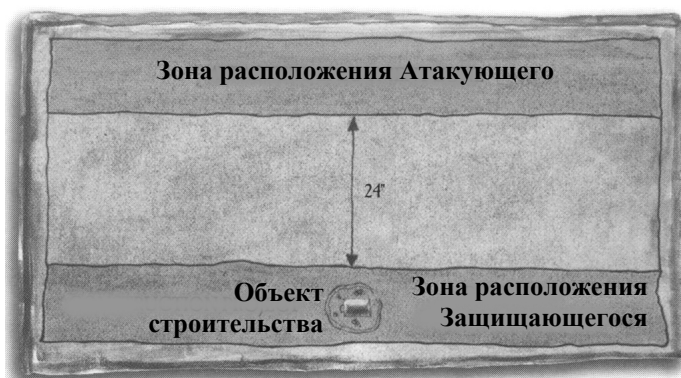 Зона расположения Атакующего
24"
Объект
строительства
Зона расположения
Защищающегося